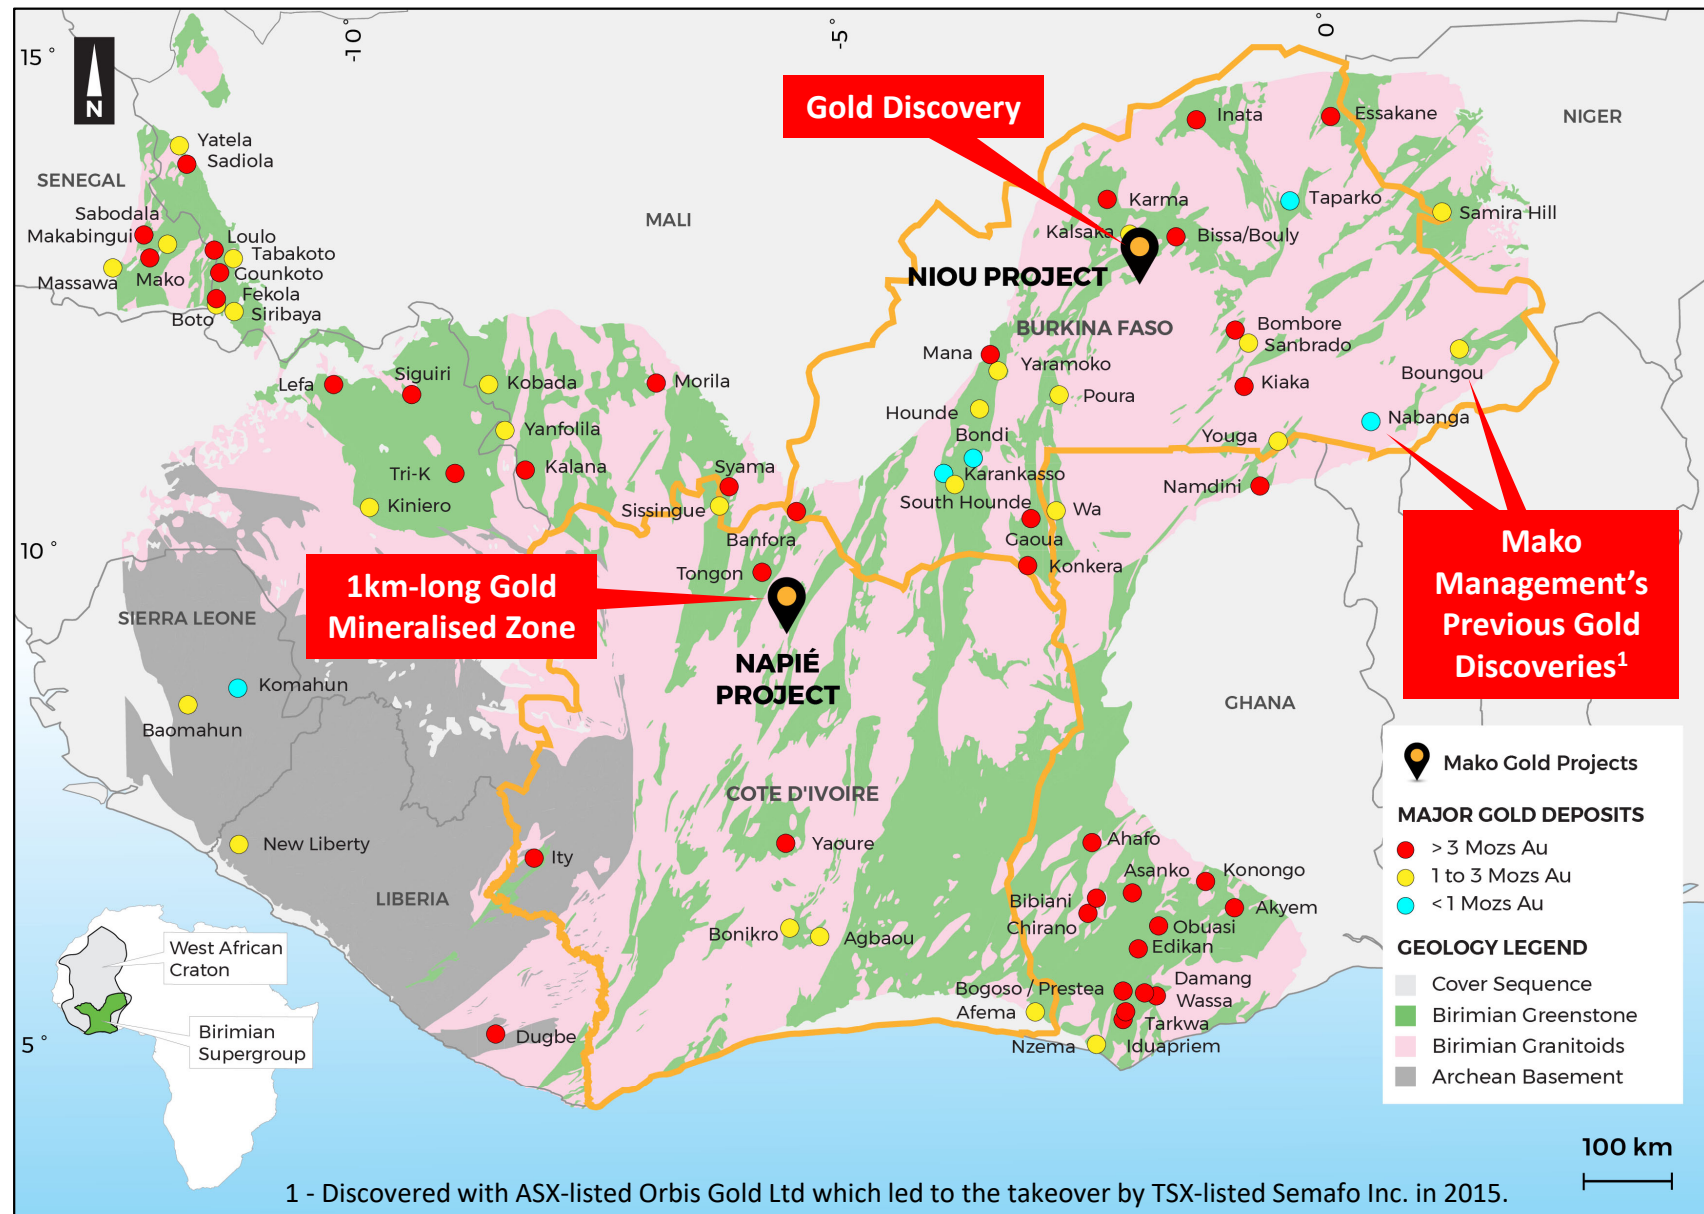 -10°
-5°
0°
15°
10°
5°
N
Gold Discovery
NIGER
SENEGAL
MALI
BURKINA FASO
SIERRA LEONE
LIBERIA
COTE D'IVOIRE
GHANA
Yatela
Sadiola
Sabodala
Makabingui
Massawa
Mako
Loulo
Tabakoto
Gounkoto
Fekola
Boto
Siribaya
Inata
Essakane
Karma
Taparko
Samira Hill
Kalsaka
Bissa/Bouly
NIOU PROJECT
Bombore
Sanbrado
Mana
Yaramoko
Boungou
Kiaka
Poura
Hounde
Nabanga
Bondi
Youga
Karankasso
South Hounde
Namdini
Wa
Gaoua
Konkera
Lefa
Siguiri
Kobada
Morila
Yanfolila
Tri-K
Kalana
Syama
Kiniero
Sissingue
Banfora
Tongon
1km-long Gold
Mineralised Zone
NAPIÉ
PROJECT
Mako
Management's
Previous Gold
Discoveries1
Komahun
Baomahun
New Liberty
Ity
Yaoure
Bonikro
Agbaou
Dugbe
Ahafo
Asanko
Konongo
Bibiani
Chirano
Akyem
Obuasi
Edikan
Damang
Bogoso / Prestea
Wassa
Afema
Tarkwa
Nzema
Iduapriem
Mako Gold Projects
MAJOR GOLD DEPOSITS
> 3 Mozs Au
1 to 3 Mozs Au
< 1 Mozs Au
GEOLOGY LEGEND
Cover Sequence
Birimian Greenstone
Birimian Granitoids
Archean Basement
West African
Craton
Birimian
Supergroup
100 km
1 - Discovered with ASX-listed Orbis Gold Ltd which led to the takeover by TSX-listed Semafo Inc. in 2015.